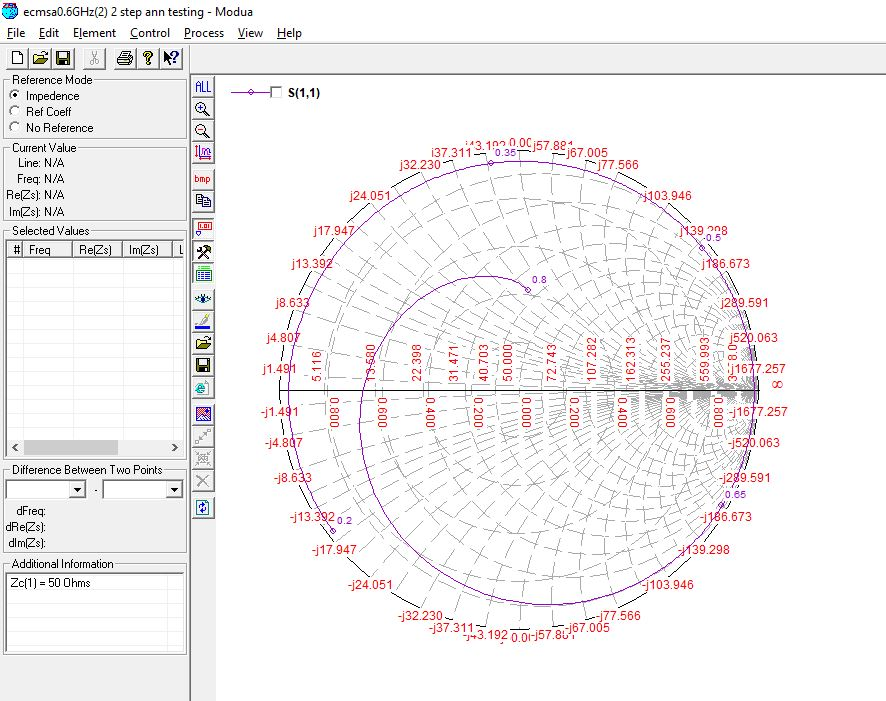 ecmsa0.6GHz(2) 2 step ann testing - Modua
File Edit Element Control Process View Help
Reference Mode
Impedence
Ref Coeff
No Reference
Current Value
Line: N/A
Freq: N/A
Re(Zs): N/A
Im(Zs): N/A
Selected Values
# Freq Re(Zs) Im(Zs) L
Difference Between Two Points
-
dFreq:
dRe(Zs):
dIm(Zs):
Additional Information
Zc(1) = 50 Ohms
ALL
bmp
S(1,1)
j43.192 0.00 j57.881
j37.311 0.35 j67.005
j32.230 j77.566
j24.051 j103.946
j17.947 j139.298 0.5
j13.392 j186.673
0.8
j8.633 j289.591
j4.807 j520.063
j1.491 j1677.257
5.116 13.580 22.398 31.471 40.703 50.000 72.743 107.282 162.313 255.237 559.993
∞
0.800 0.600 0.400 0.200 0.000 0.200 0.400 0.600 0.800
-j1.491 -j1677.257
-j4.807 -j520.063
-j8.633 -j289.591
0.65
-j13.392 0.2 -j186.673
-j17.947 -j139.298
-j24.051 -j103.946
-j32.230 -j77.566
-j37.311 -j67.005
-j43.192 -j57.881